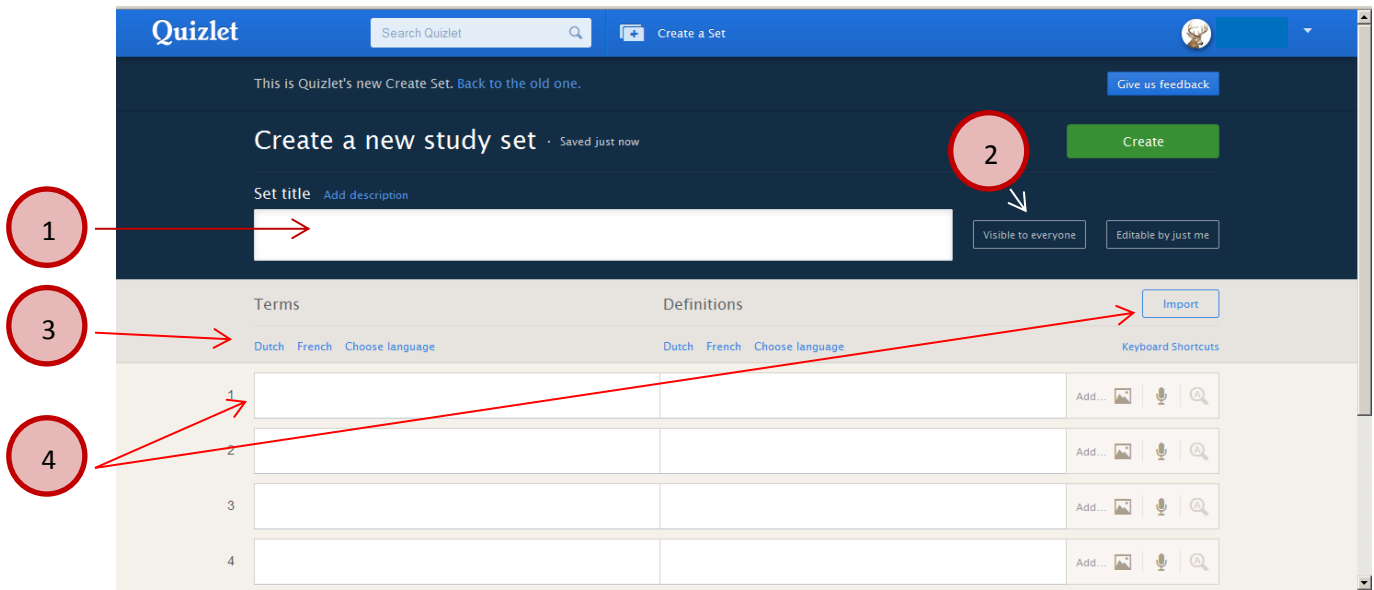 Quizlet Search Quizlet Create a Set
This is Quizlet's new Create Set. Back to the old one. Give us feedback
Create a new study set · Saved just now Create
2
Set title Add description
1
Visible to everyone Editable by just me
Terms Definitions Import
3
Dutch French Choose language Dutch French Choose language Keyboard Shortcuts
1 Add...
4
2 Add...
3 Add...
4 Add...